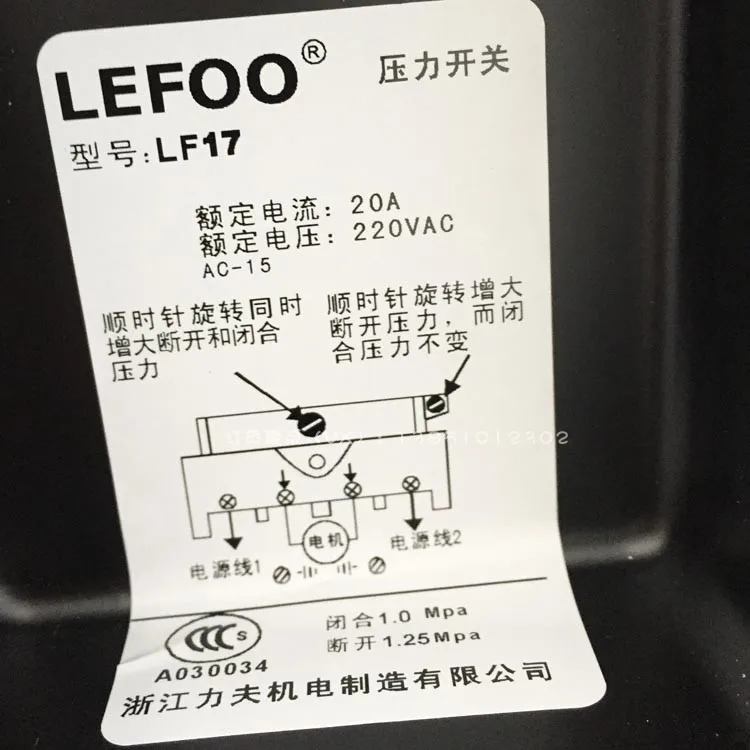 LEFOO® 压力开关
型号:LF17
额定电流: 20A
额定电压: 220VAC
AC-15
顺时针旋转同时
增大断开和闭合
压力
顺时针旋转增大
断开压力，而闭
合压力不变
电机
电源线1
电源线2
CCC S
A030034
闭合1.0 Mpa
断开1.25Mpa
浙江力夫机电制造有限公司